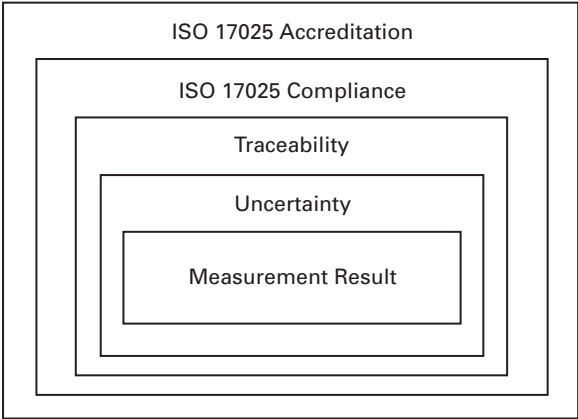 ISO 17025 Accreditation
ISO 17025 Compliance
Traceability
Uncertainty
Measurement Result